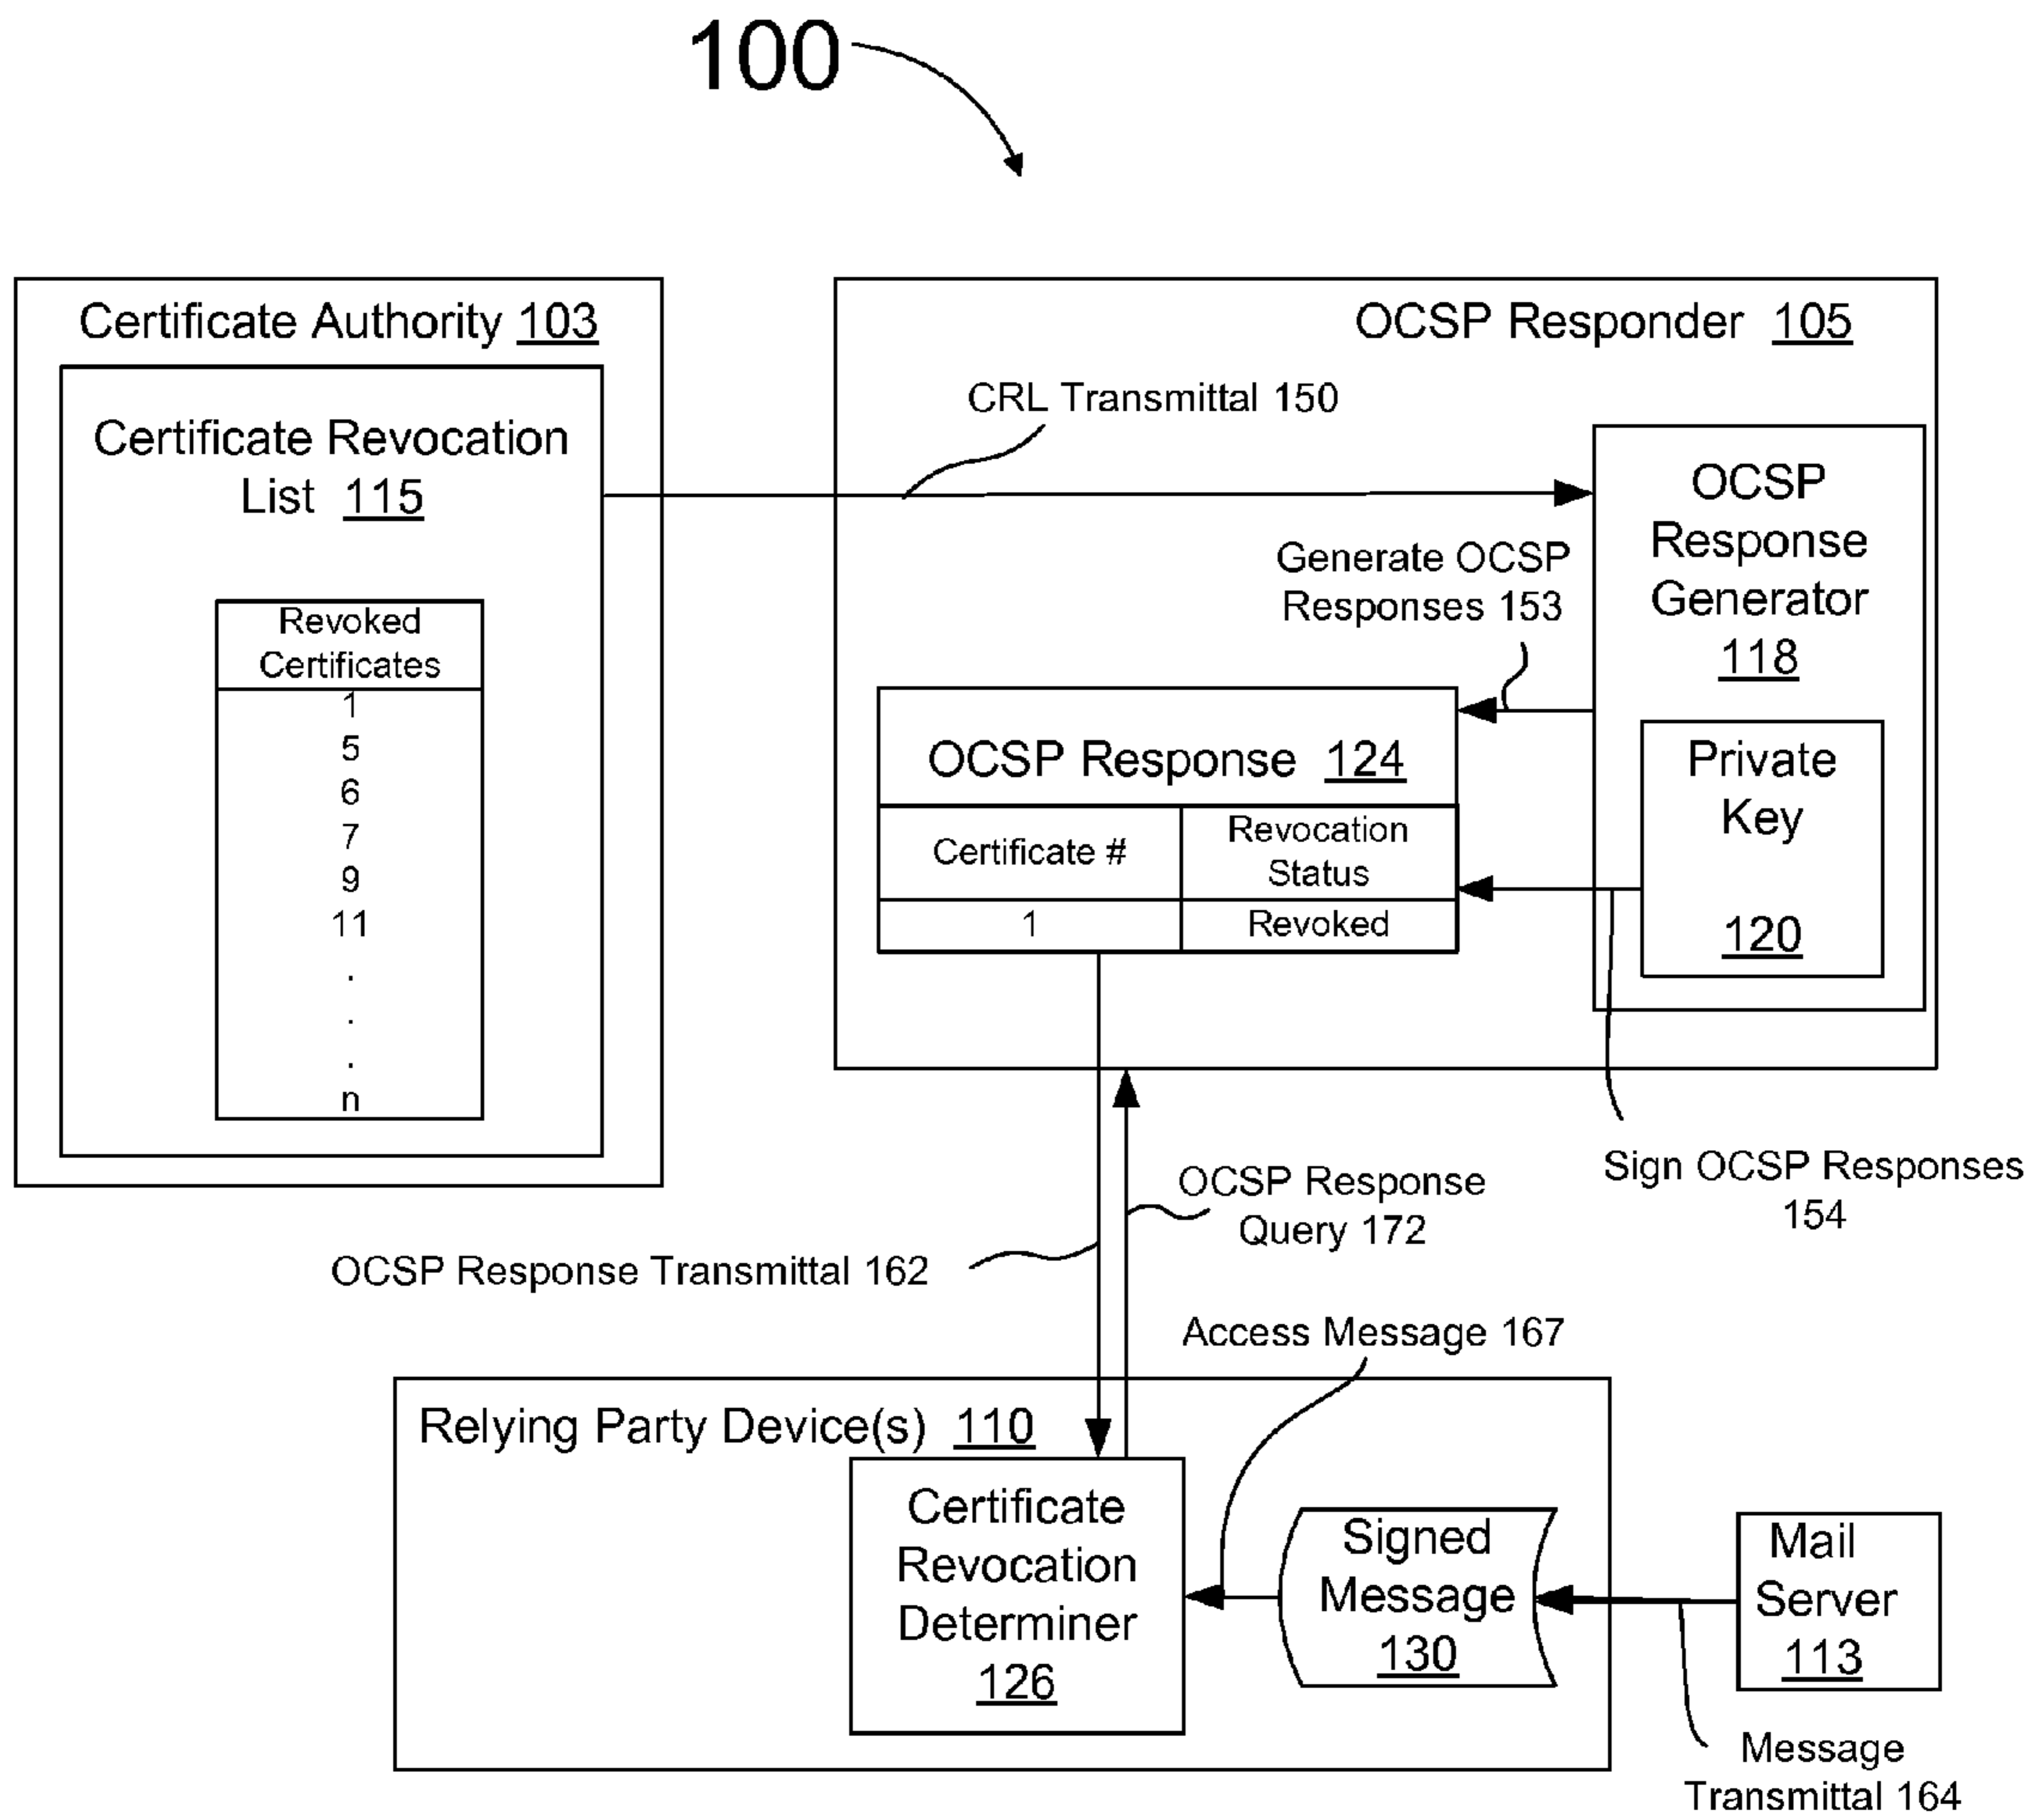 100
Certificate Authority 103
Certificate Revocation
List 115
Revoked
Certificates
1
5
6
7
9
11
.
.
.
n
OCSP Responder 105
CRL Transmittal 150
OCSP
Response
Generator
118
Generate OCSP
Responses 153
Private
Key
120
OCSP Response 124
Certificate #
Revocation
Status
1
Revoked
Sign OCSP Responses
154
OCSP Response
Query 172
OCSP Response Transmittal 162
Access Message 167
Relying Party Device(s) 110
Certificate
Revocation
Determiner
126
Signed
Message
130
Mail
Server
113
Message
Transmittal 164